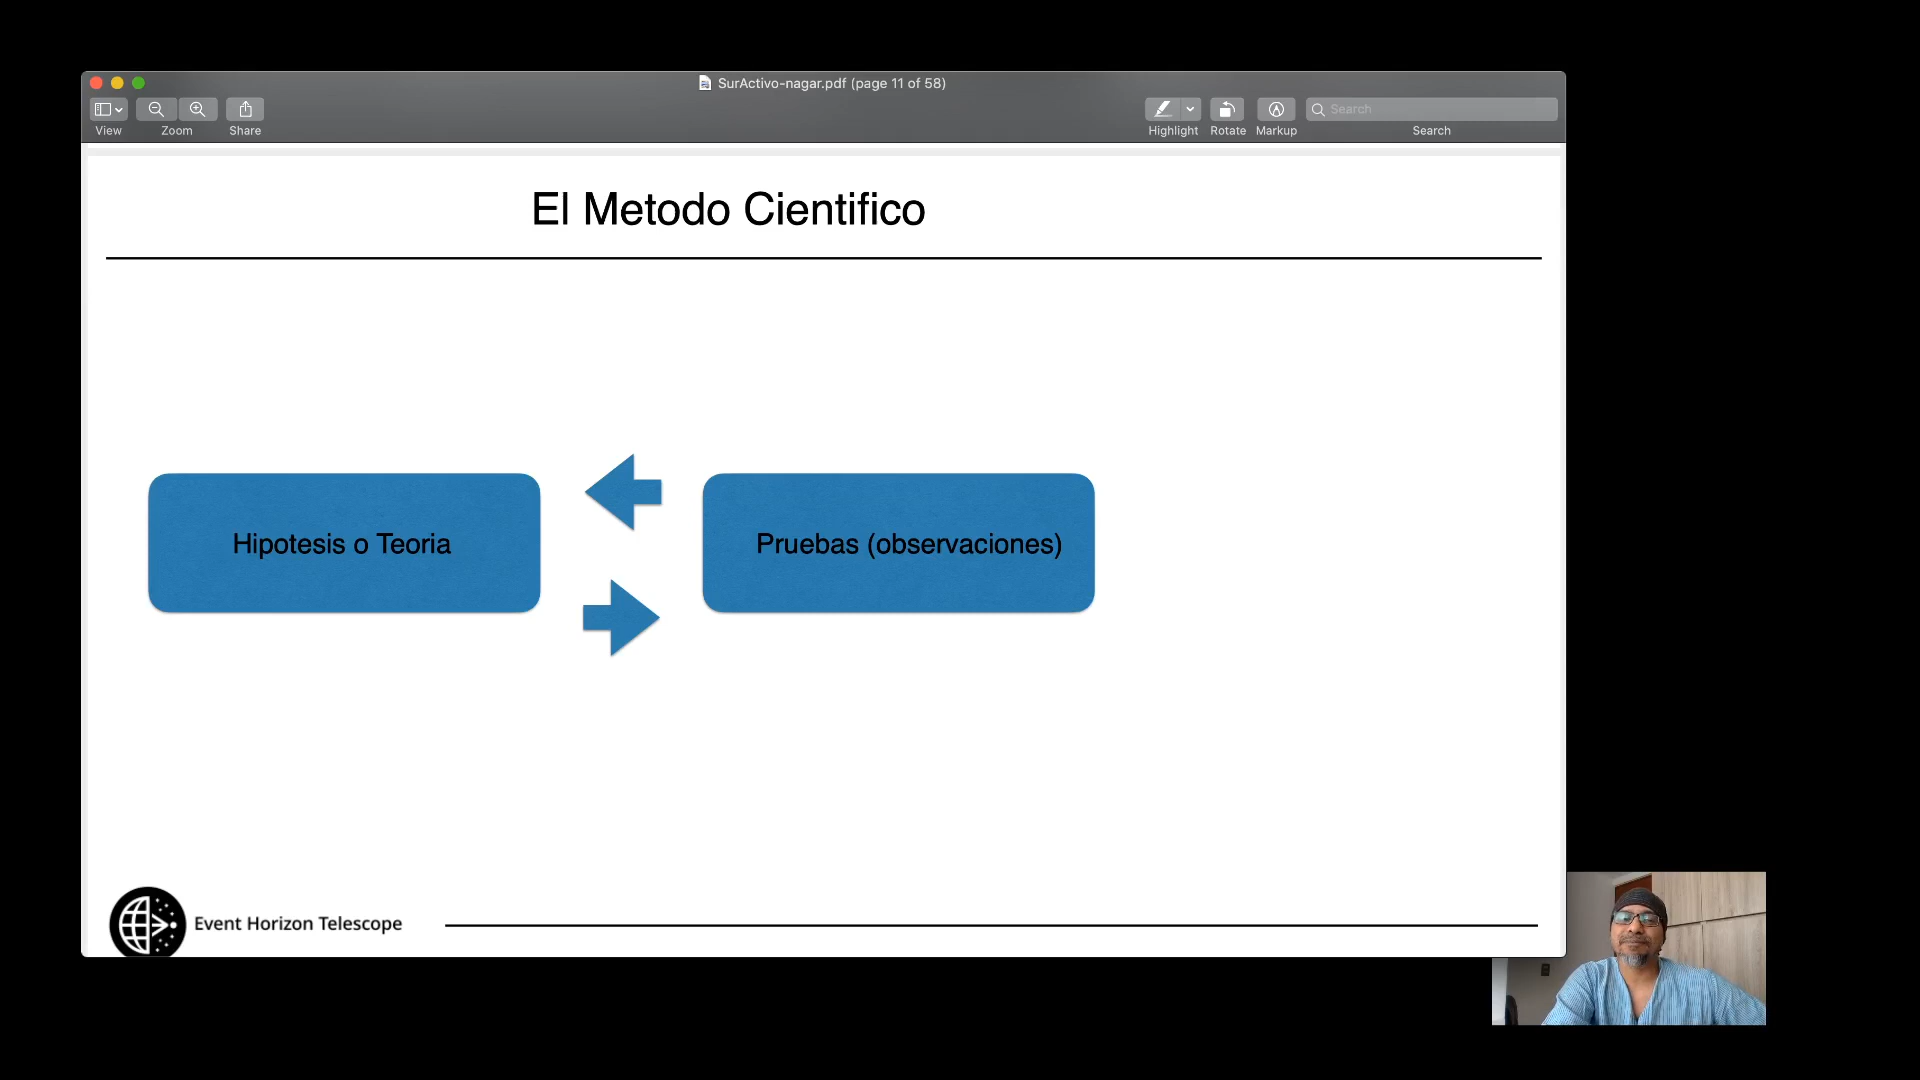 SurActivo-nagar.pdf (page 11 of 58)
View
Zoom
Share
Highlight
Rotate
Markup
Search
Search
El Metodo Cientifico
Hipotesis o Teoria
Pruebas (observaciones)
Event Horizon Telescope